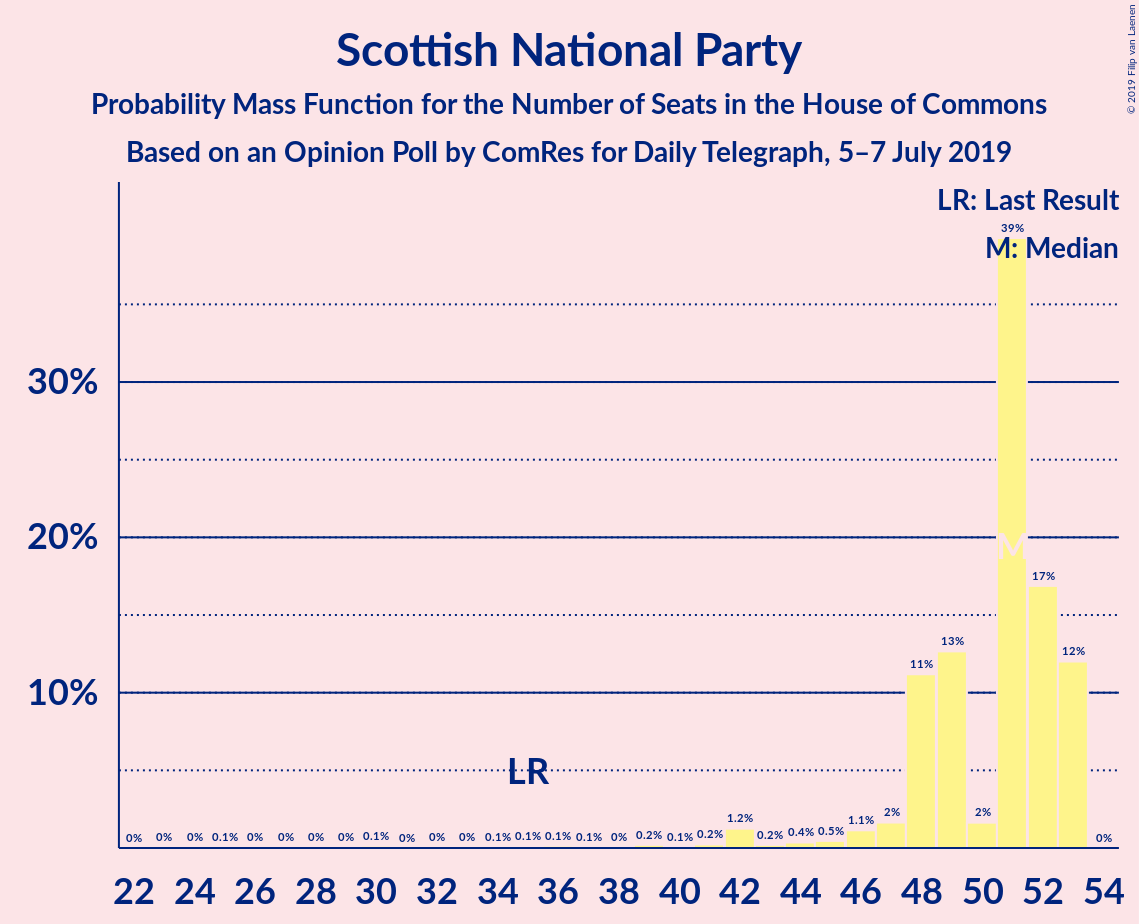 Scottish National Party
Probability Mass Function for the Number of Seats in the House of Commons
Based on an Opinion Poll by ComRes for Daily Telegraph, 5–7 July 2019
© 2019 Filip van Laenen
LR: Last Result
M: Median
39%
30%
20%
M
17%
13%
12%
11%
10%
LR
0% 0% 0% 0.1% 0% 0% 0% 0% 0.1% 0% 0% 0% 0.1% 0.1% 0.1% 0.1% 0% 0.2% 0.1% 0.2% 1.2% 0.2% 0.4% 0.5% 1.1% 2% 2% 0%
22 24 26 28 30 32 34 36 38 40 42 44 46 48 50 52 54